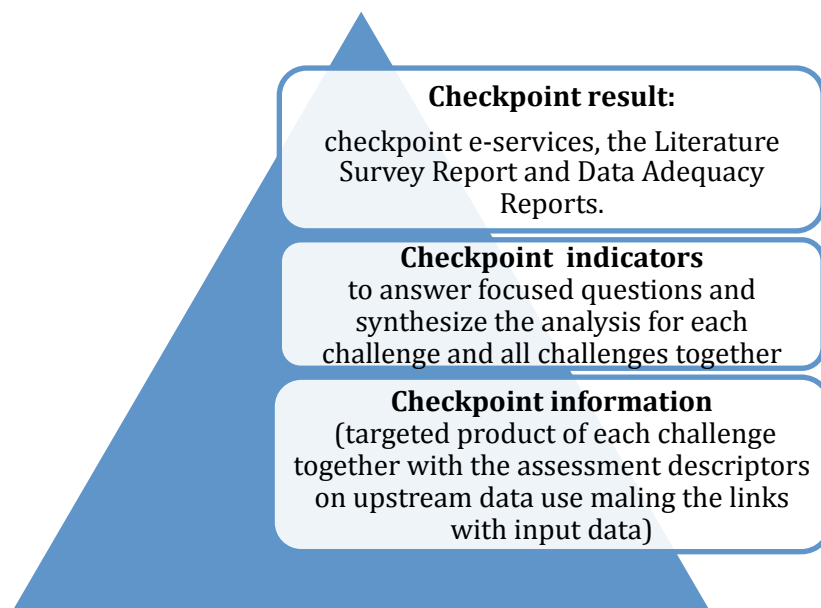 Checkpoint result:
checkpoint e-services, the Literature
Survey Report and Data Adequacy
Reports.
Checkpoint indicators
to answer focused questions and
synthesize the analysis for each
challenge and all challenges together
Checkpoint information
(targeted product of each challenge
together with the assessment descriptors
on upstream data use maling the links
with input data)